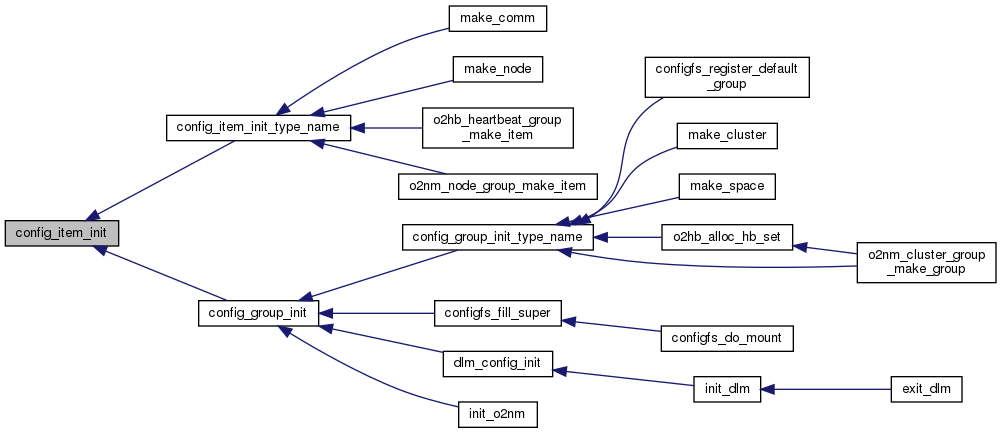 make_comm
make_node
config_item_init_type_name
o2hb_heartbeat_group
_make_item
o2nm_node_group_make_item
config_item_init
configfs_register_default
_group
make_cluster
make_space
config_group_init_type_name
o2hb_alloc_hb_set
o2nm_cluster_group
_make_group
config_group_init
configfs_fill_super
configfs_do_mount
dlm_config_init
init_dlm
exit_dlm
init_o2nm